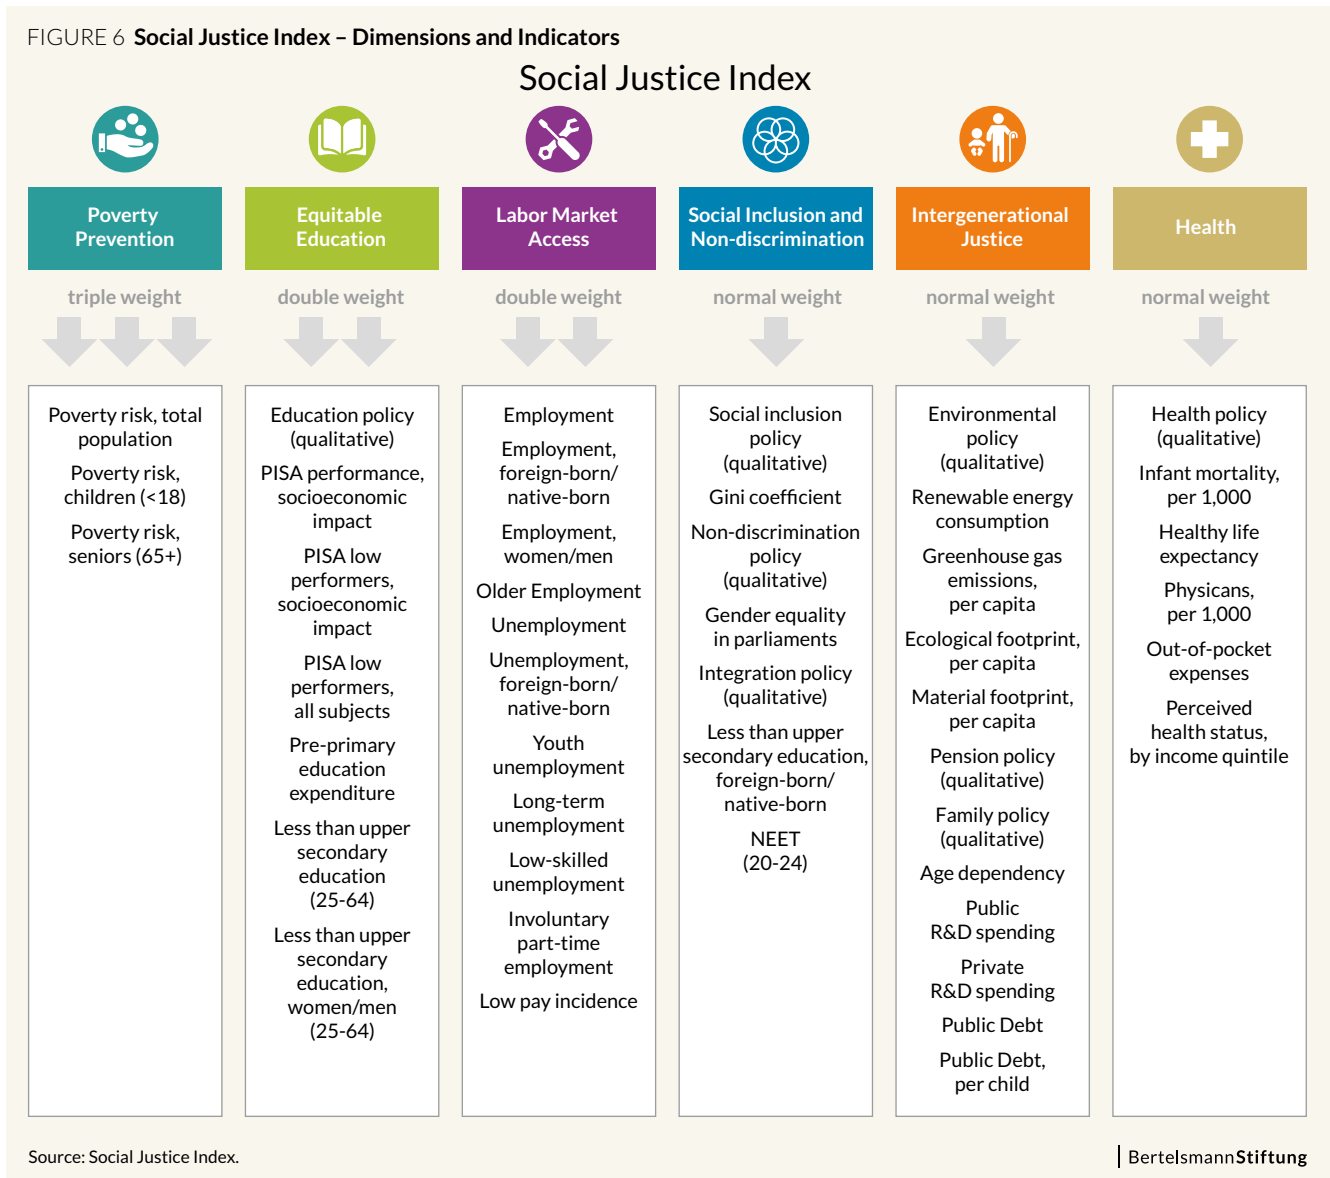 FIGURE 6 Social Justice Index – Dimensions and Indicators
Social Justice Index
Poverty
Prevention
triple weight
Poverty risk, total
population
Poverty risk,
children (<18)
Poverty risk,
seniors (65+)
Equitable
Education
double weight
Education policy
(qualitative)
PISA performance,
socioeconomic
impact
PISA low
performers,
socioeconomic
impact
PISA low
performers,
all subjects
Pre-primary
education
expenditure
Less than upper
secondary
education
(25-64)
Less than upper
secondary
education,
women/men
(25-64)
Labor Market
Access
double weight
Employment
Employment,
foreign-born/
native-born
Employment,
women/men
Older Employment
Unemployment
Unemployment,
foreign-born/
native-born
Youth
unemployment
Long-term
unemployment
Low-skilled
unemployment
Involuntary
part-time
employment
Low pay incidence
Social Inclusion and
Non-discrimination
normal weight
Social inclusion
policy
(qualitative)
Gini coefficient
Non-discrimination
policy
(qualitative)
Gender equality
in parliaments
Integration policy
(qualitative)
Less than upper
secondary education,
foreign-born/
native-born
NEET
(20-24)
Intergenerational
Justice
normal weight
Environmental
policy
(qualitative)
Renewable energy
consumption
Greenhouse gas
emissions,
per capita
Ecological footprint,
per capita
Material footprint,
per capita
Pension policy
(qualitative)
Family policy
(qualitative)
Age dependency
Public
R&D spending
Private
R&D spending
Public Debt
Public Debt,
per child
Health
normal weight
Health policy
(qualitative)
Infant mortality,
per 1,000
Healthy life
expectancy
Physicans,
per 1,000
Out-of-pocket
expenses
Perceived
health status,
by income quintile
Source: Social Justice Index.
BertelsmannStiftung